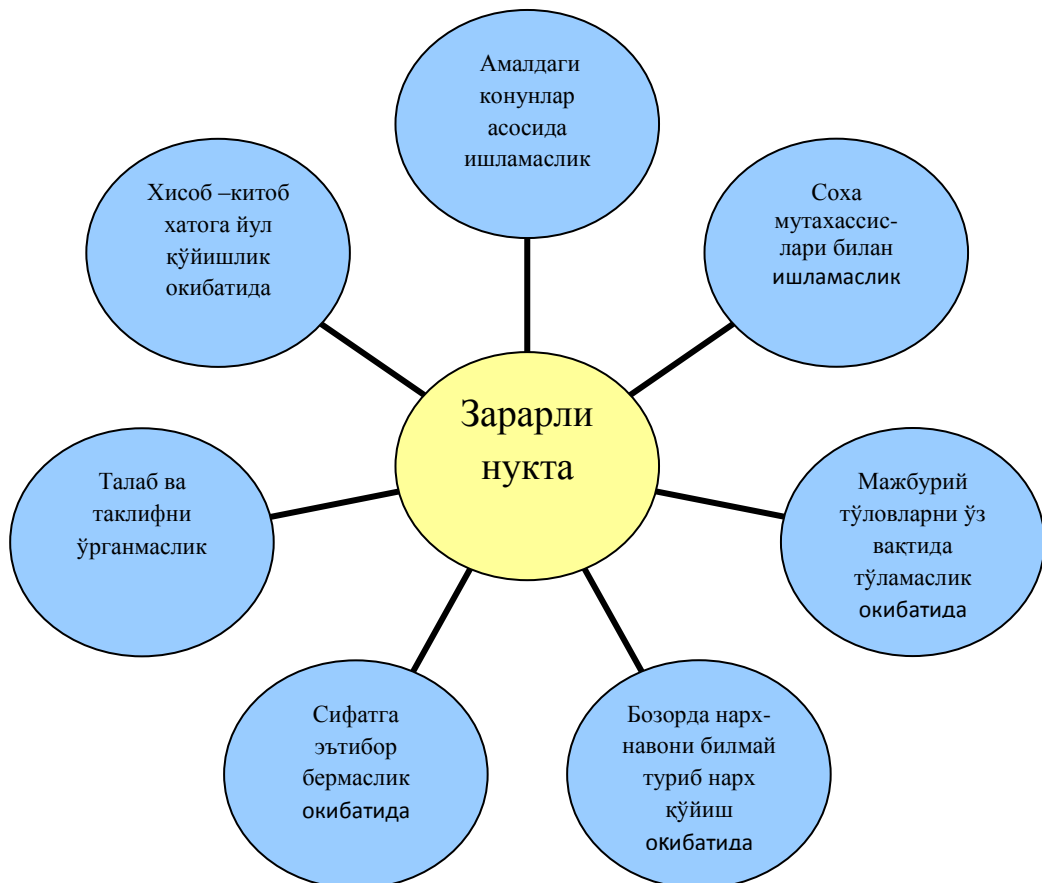 Амалдаги
конунлар
асосида
ишламаслик
Хисоб –китоб
хатога йул
қўйишлик
окибатида
Соха
мутахассис-
лари билан
ишламаслик
Зарарли
нукта
Талаб ва
таклифни
ўрганмаслик
Мажбурий
тўловларни ўз
вақтида
тўламаслик
окибатида
Сифатга
эътибор
бермаслик
окибатида
Бозорда нарх-
навони билмай
туриб нарх
қўйиш
окибатида